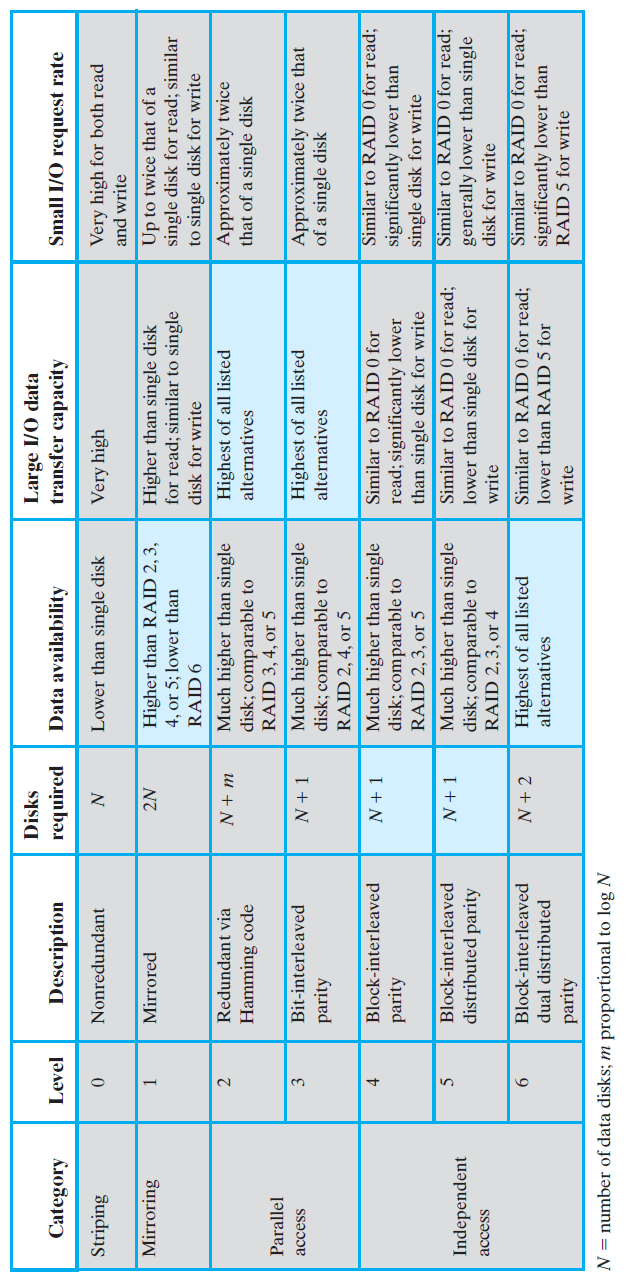 Category
Level
Description
Disks
required
Data availability
Large I/O data
transfer capacity
Small I/O request rate
Striping
0
Nonredundant
N
Lower than single disk
Very high
Very high for both read
and write
Mirroring
1
Mirrored
2N
Higher than RAID 2, 3,
4, or 5; lower than
RAID 6
Higher than single disk
for read; similar to single
disk for write
Up to twice that of a
single disk for read; similar
to single disk for write
Parallel
access
2
Redundant via
Hamming code
N + m
Much higher than single
disk; comparable to
RAID 3, 4, or 5
Highest of all listed
alternatives
Approximately twice
that of a single disk
3
Bit-interleaved
parity
N + 1
Much higher than single
disk; comparable to
RAID 2, 4, or 5
Highest of all listed
alternatives
Approximately twice that
of a single disk
Independent
access
4
Block-interleaved
parity
N + 1
Much higher than single
disk; comparable to
RAID 2, 3, or 5
Similar to RAID 0 for
read; significantly lower
than single disk for write
Similar to RAID 0 for read;
significantly lower than
single disk for write
5
Block-interleaved
distributed parity
N + 1
Much higher than single
disk; comparable to
RAID 2, 3, or 4
Similar to RAID 0 for read;
lower than single disk for
write
Similar to RAID 0 for read;
generally lower than single
disk for write
6
Block-interleaved
dual distributed
parity
N + 2
Highest of all listed
alternatives
Similar to RAID 0 for read;
lower than RAID 5 for
write
Similar to RAID 0 for read;
significantly lower than
RAID 5 for write
N = number of data disks; m proportional to log N